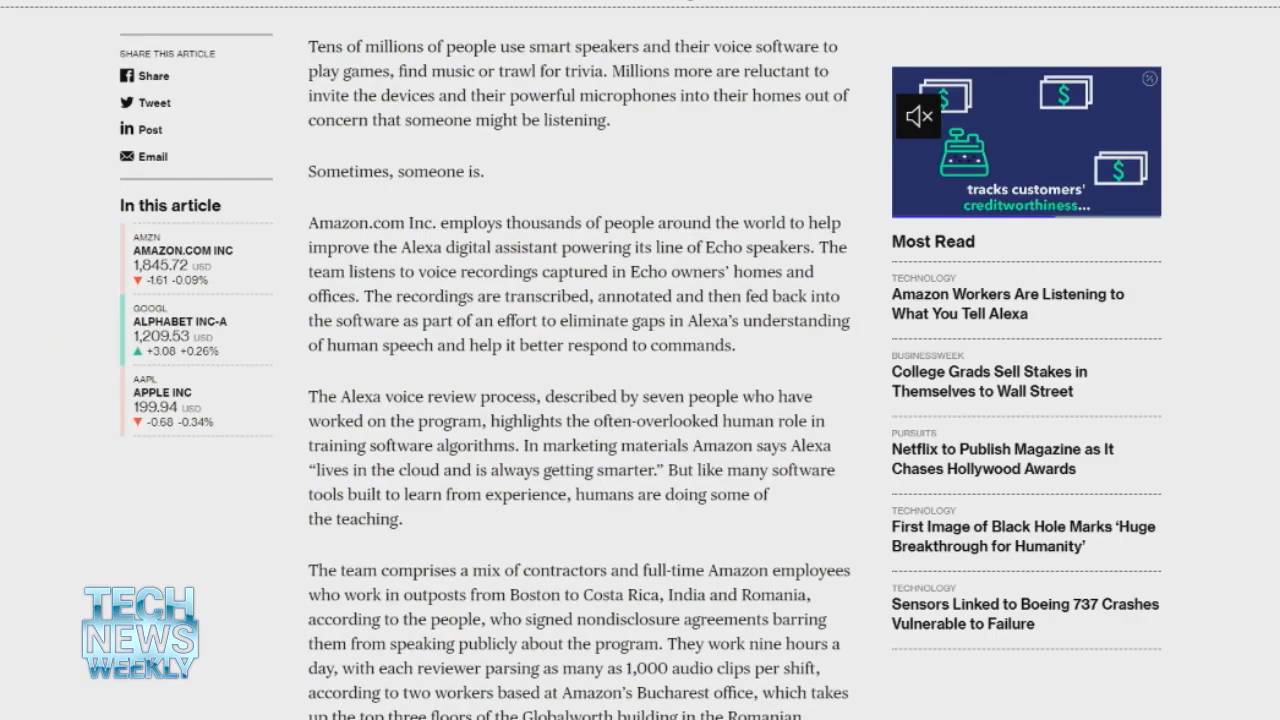 SHARE THIS ARTICLE
Share
Tweet
Post
Email
In this article
AMZN
AMAZON.COM INC
1,845.72 USD
-1.61 -0.09%
GOOGL
ALPHABET INC-A
1,209.53 USD
+3.08 +0.26%
AAPL
APPLE INC
199.94 USD
-0.68 -0.34%
Tens of millions of people use smart speakers and their voice software to
play games, find music or trawl for trivia. Millions more are reluctant to
invite the devices and their powerful microphones into their homes out of
concern that someone might be listening.
Sometimes, someone is.
Amazon.com Inc. employs thousands of people around the world to help
improve the Alexa digital assistant powering its line of Echo speakers. The
team listens to voice recordings captured in Echo owners’ homes and
offices. The recordings are transcribed, annotated and then fed back into
the software as part of an effort to eliminate gaps in Alexa’s understanding
of human speech and help it better respond to commands.
The Alexa voice review process, described by seven people who have
worked on the program, highlights the often-overlooked human role in
training software algorithms. In marketing materials Amazon says Alexa
“lives in the cloud and is always getting smarter.” But like many software
tools built to learn from experience, humans are doing some of
the teaching.
The team comprises a mix of contractors and full-time Amazon employees
who work in outposts from Boston to Costa Rica, India and Romania,
according to the people, who signed nondisclosure agreements barring
them from speaking publicly about the program. They work nine hours a
day, with each reviewer parsing as many as 1,000 audio clips per shift,
according to two workers based at Amazon’s Bucharest office, which takes
up the top three floors of the Globalworth building in the Romanian
$
$
$
tracks customers'
creditworthiness...
Most Read
TECHNOLOGY
Amazon Workers Are Listening to
What You Tell Alexa
BUSINESSWEEK
College Grads Sell Stakes in
Themselves to Wall Street
PURSUITS
Netflix to Publish Magazine as It
Chases Hollywood Awards
TECHNOLOGY
First Image of Black Hole Marks ‘Huge
Breakthrough for Humanity’
TECHNOLOGY
Sensors Linked to Boeing 737 Crashes
Vulnerable to Failure
TECH
NEWS
WEEKLY